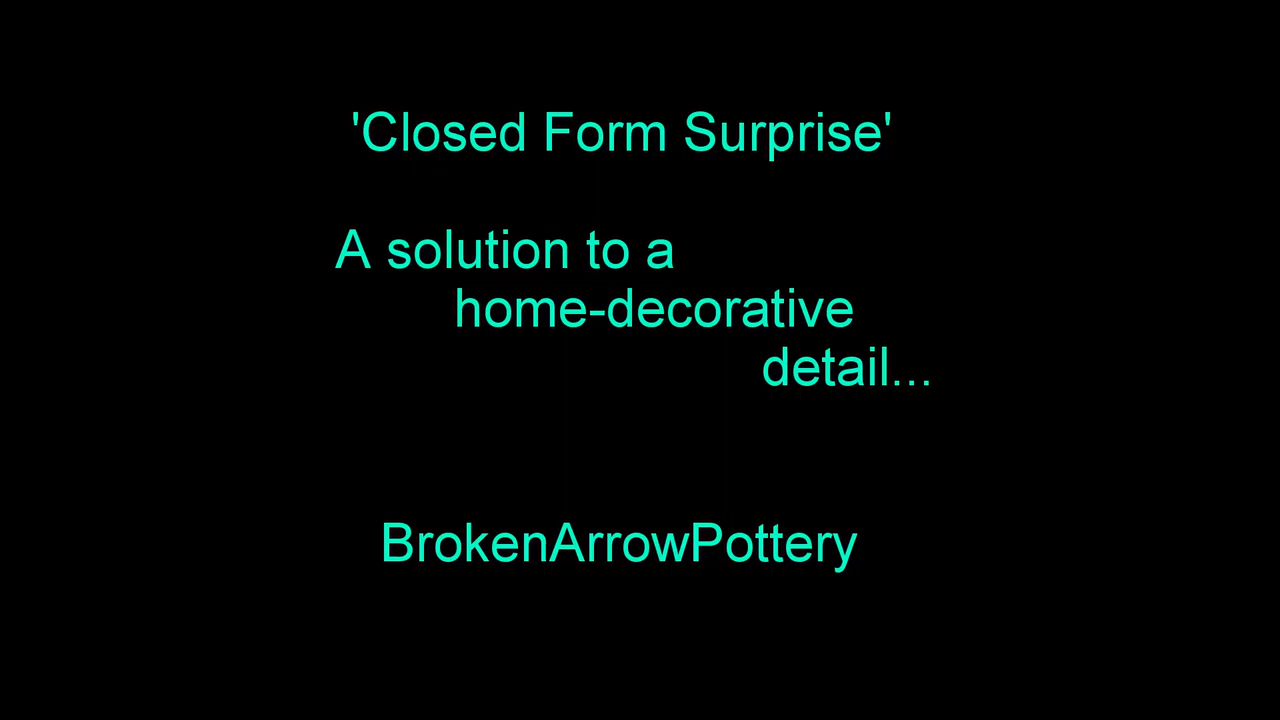 'Closed Form Surprise'
A solution to a
home-decorative
detail...
BrokenArrowPottery